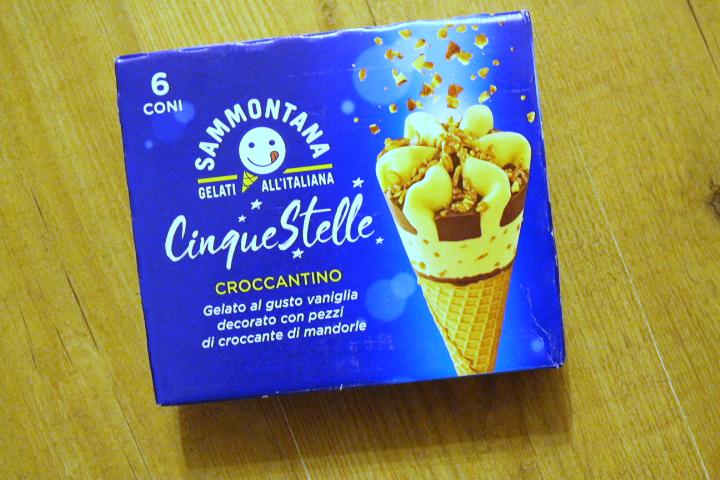 6
CONI
SAMMONTANA
GELATI ALL'ITALIANA
CinqueStelle
CROCCANTINO
Gelato al gusto vaniglia
decorato con pezzi
di croccante di mandorle